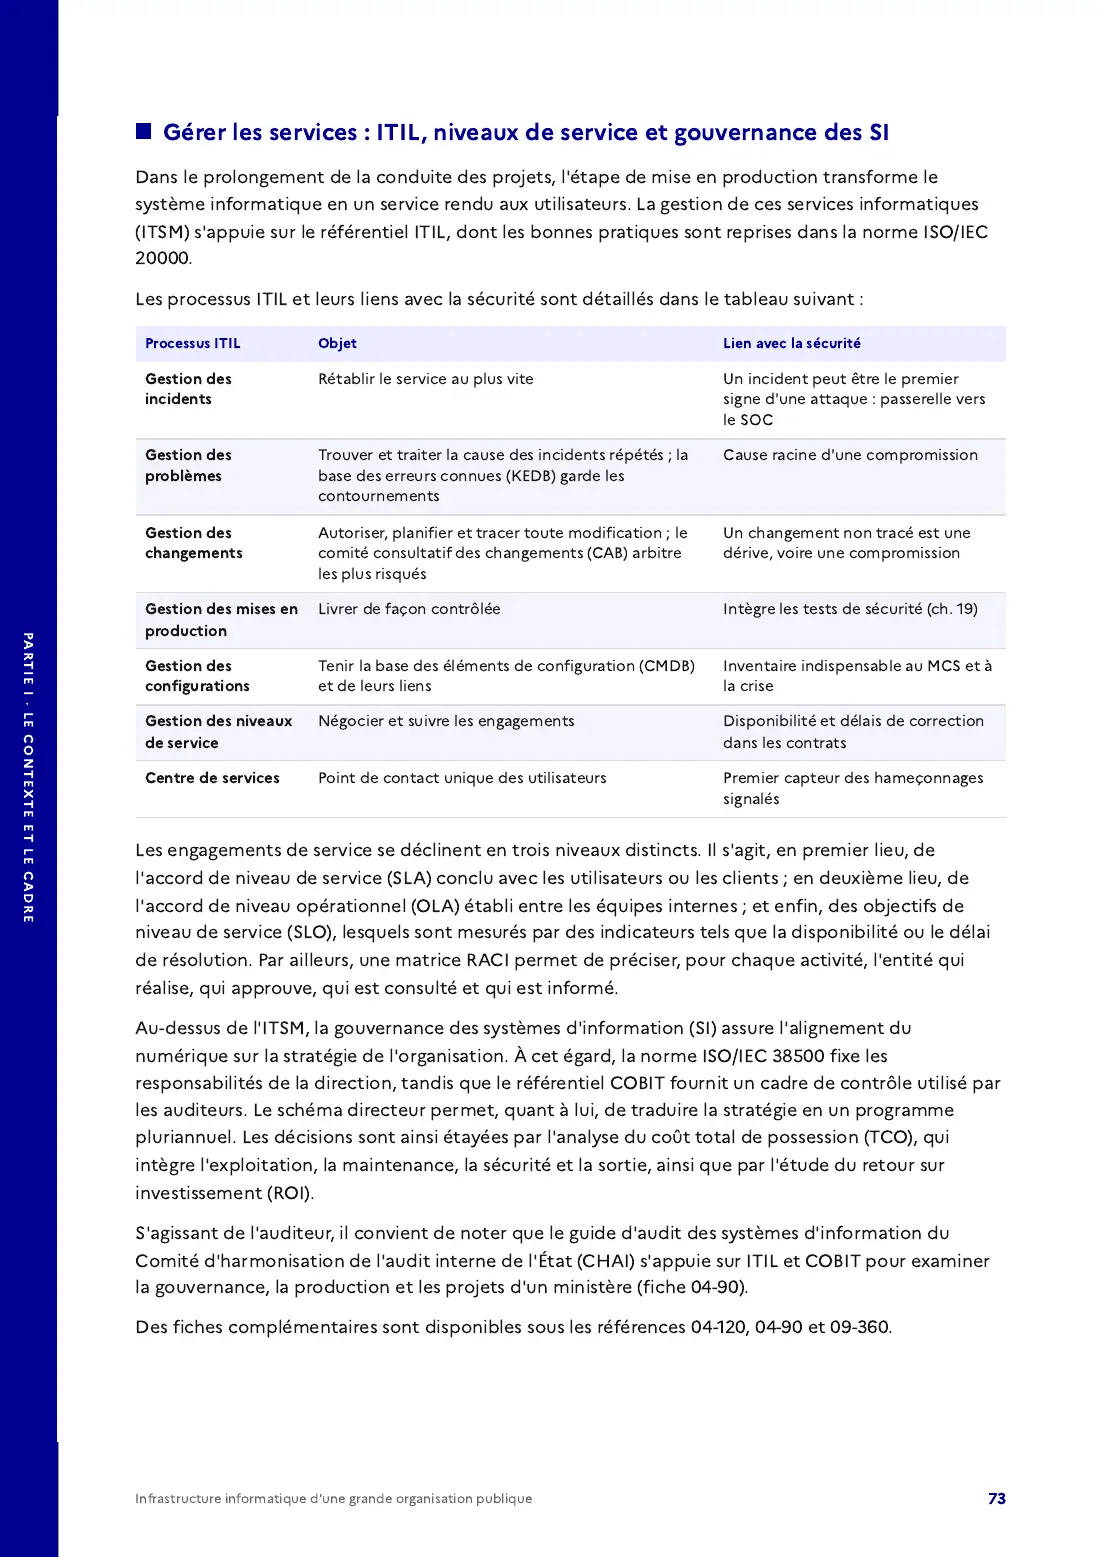 Gérer les services : ITIL, niveaux de service et gouvernance des SI
Dans le prolongement de la conduite des projets, l'étape de mise en production transforme le
système informatique en un service rendu aux utilisateurs. La gestion de ces services informatiques
(ITSM) s'appuie sur le référentiel ITIL, dont les bonnes pratiques sont reprises dans la norme ISO/IEC
20000.
Les processus ITIL et leurs liens avec la sécurité sont détaillés dans le tableau suivant :
Processus ITIL Objet Lien avec la sécurité
Gestion des incidents
Rétablir le service au plus vite
Un incident peut être le premier
signe d'une attaque : passerelle vers
le SOC
Gestion des
problèmes
Trouver et traiter la cause des incidents répétés ; la
base des erreurs connues (KEDB) garde les
contournements
Cause racine d'une compromission
Gestion des
changements
Autoriser, planifier et tracer toute modification ; le
comité consultatif des changements (CAB) arbitre
les plus risqués
Un changement non tracé est une
dérive, voire une compromission
Gestion des mises en
production
Livrer de façon contrôlée
Intègre les tests de sécurité (ch. 19)
Gestion des
configurations
Tenir la base des éléments de configuration (CMDB)
et de leurs liens
Inventaire indispensable au MCS et à
la crise
Gestion des niveaux
de service
Négocier et suivre les engagements
Disponibilité et délais de correction
dans les contrats
Centre de services
Point de contact unique des utilisateurs
Premier capteur des hameçonnages
signalés
Les engagements de service se déclinent en trois niveaux distincts. Il s'agit, en premier lieu, de
l'accord de niveau de service (SLA) conclu avec les utilisateurs ou les clients ; en deuxième lieu, de
l'accord de niveau opérationnel (OLA) établi entre les équipes internes ; et enfin, des objectifs de
niveau de service (SLO), lesquels sont mesurés par des indicateurs tels que la disponibilité ou le délai
de résolution. Par ailleurs, une matrice RACI permet de préciser, pour chaque activité, l'entité qui
réalise, qui approuve, qui est consulté et qui est informé.
Au-dessus de l'ITSM, la gouvernance des systèmes d'information (SI) assure l'alignement du
numérique sur la stratégie de l'organisation. À cet égard, la norme ISO/IEC 38500 fixe les
responsabilités de la direction, tandis que le référentiel COBIT fournit un cadre de contrôle utilisé par
les auditeurs. Le schéma directeur permet, quant à lui, de traduire la stratégie en un programme
pluriannuel. Les décisions sont ainsi étayées par l'analyse du coût total de possession (TCO), qui
intègre l'exploitation, la maintenance, la sécurité et la sortie, ainsi que par l'étude du retour sur
investissement (ROI).
S'agissant de l'auditeur, il convient de noter que le guide d'audit des systèmes d'information du
Comité d'harmonisation de l'audit interne de l'État (CHAI) s'appuie sur ITIL et COBIT pour examiner
la gouvernance, la production et les projets d'un ministère (fiche 04-90).
Des fiches complémentaires sont disponibles sous les références 04-120, 04-90 et 09-360.
PARTIE I · LE CONTEXTE ET LE CADRE
Infrastructure informatique d'une grande organisation publique 73